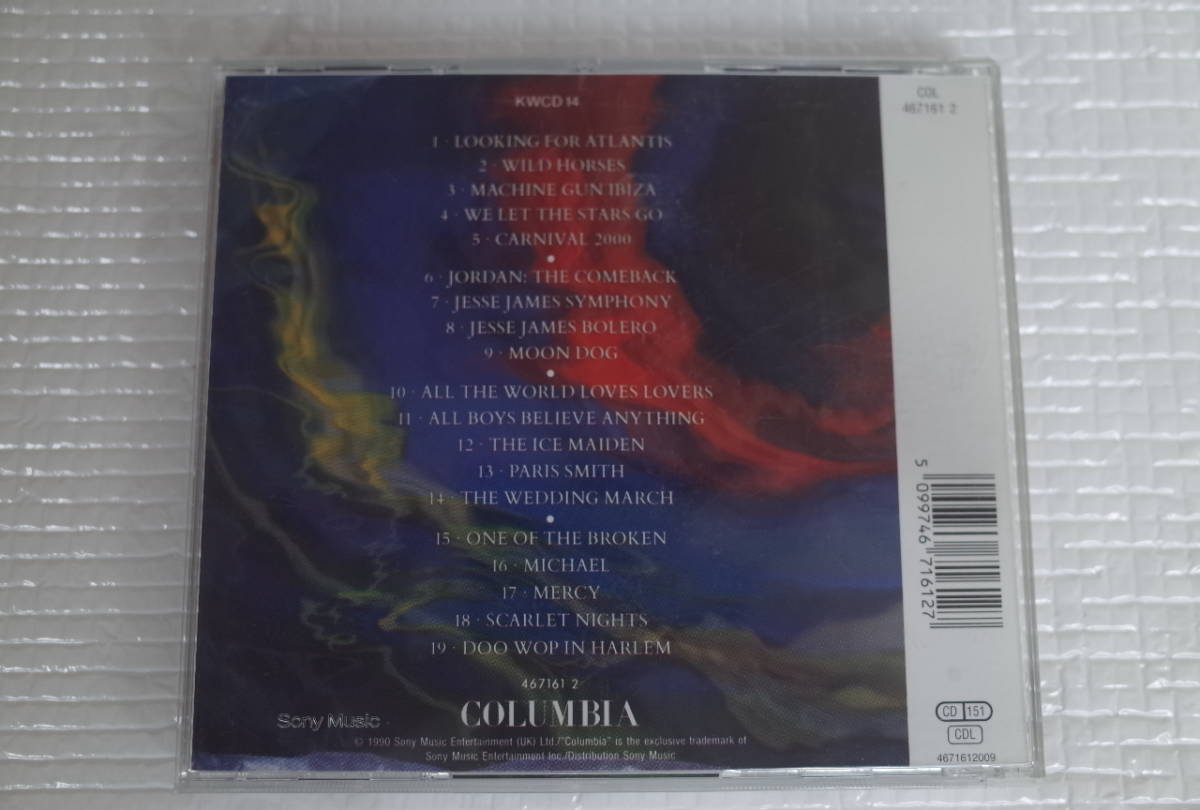 KWCD 14
1 · LOOKING FOR ATLANTIS
2 · WILD HORSES
3 · MACHINE GUN IBIZA
4 · WE LET THE STARS GO
5 · CARNIVAL 2000
6 · JORDAN: THE COMEBACK
7 · JESSE JAMES SYMPHONY
8 · JESSE JAMES BOLERO
9 · MOON DOG
10 · ALL THE WORLD LOVES LOVERS
11 · ALL BOYS BELIEVE ANYTHING
12 · THE ICE MAIDEN
13 · PARIS SMITH
14 · THE WEDDING MARCH
15 · ONE OF THE BROKEN
16 · MICHAEL
17 · MERCY
18 · SCARLET NIGHTS
19 · DOO WOP IN HARLEM
467161 2
Sony Music
COLUMBIA
© 1990 Sony Music Entertainment (UK) Ltd./"Columbia" is the exclusive trademark of
Sony Music Entertainment Inc./Distribution Sony Music
COL
467161 2
5 099746 716127
CD 151
CDL
4671612009